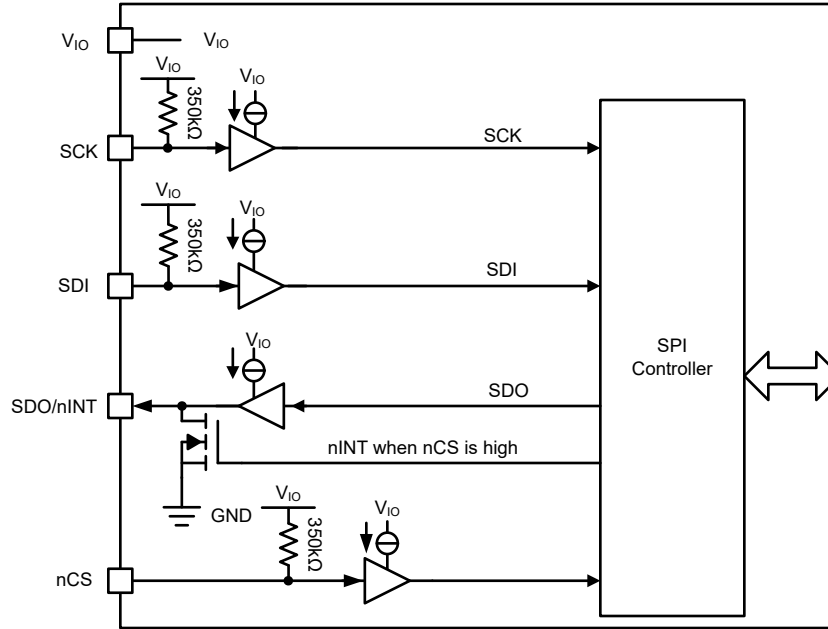 V_IO V_IO
V_IO
350kΩ
V_IO
SCK
SCK
V_IO
350kΩ
V_IO
SDI
SDI
V_IO
SPI
Controller
SDO/nINT
SDO
nINT when nCS is high
GND
V_IO
350kΩ
V_IO
nCS